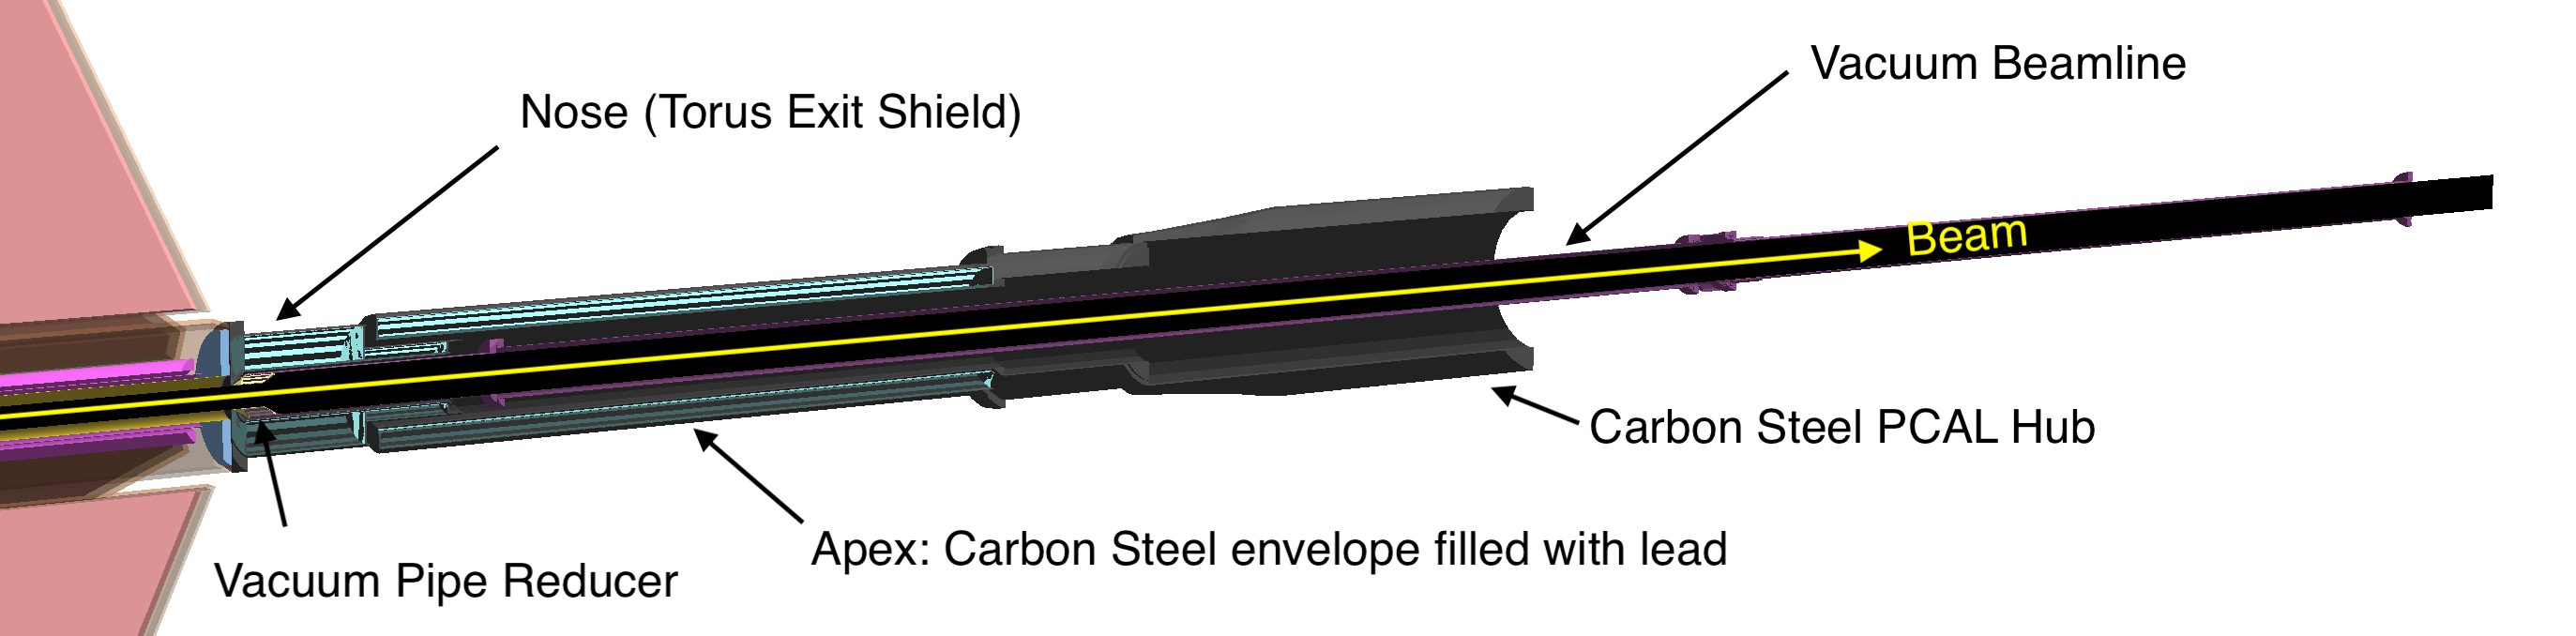 Vacuum Beamline
Nose (Torus Exit Shield)
Beam
Carbon Steel PCAL Hub
Apex: Carbon Steel envelope filled with lead
Vacuum Pipe Reducer